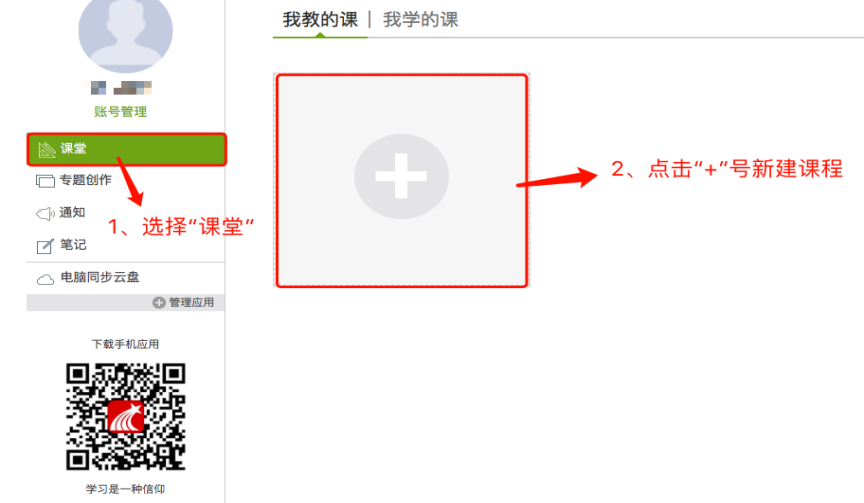 我教的课 | 我学的课
账号管理
课堂
专题创作
通知
1、选择“课堂”
笔记
电脑同步云盘
管理应用
2、点击“+”号新建课程
下载手机应用
学习是一种信仰